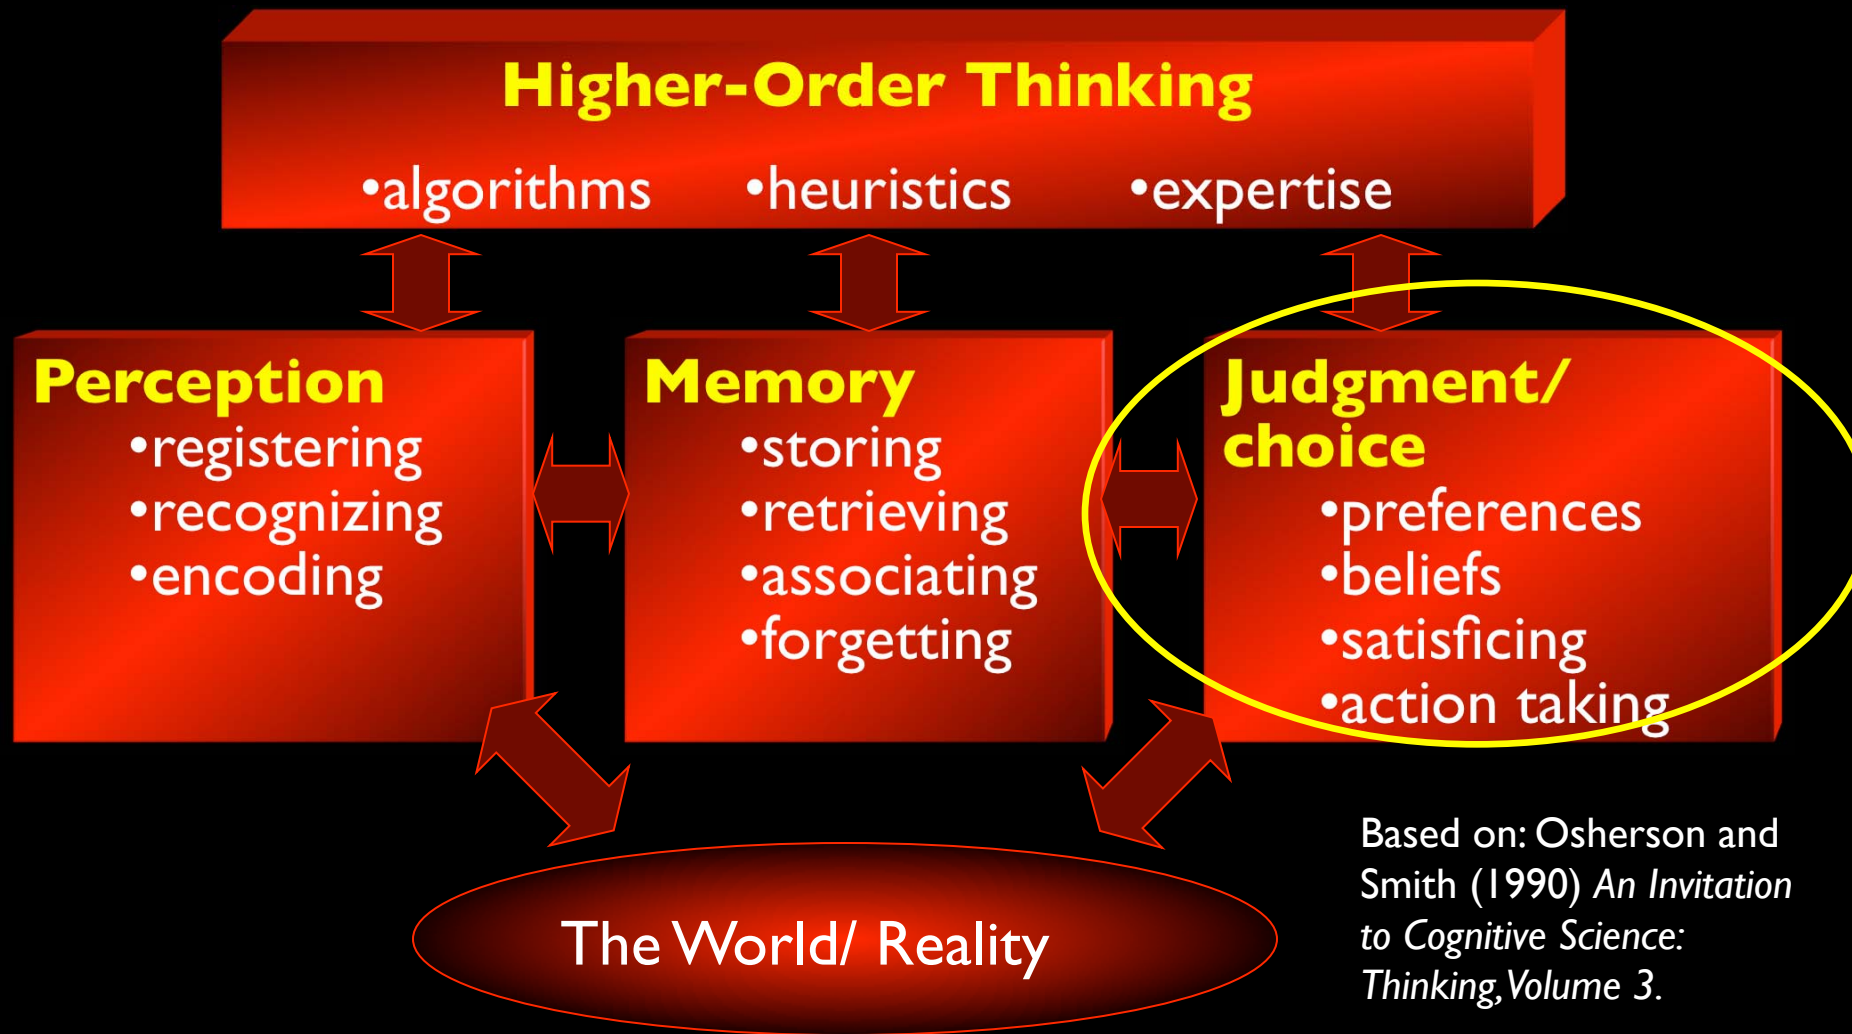 Higher-Order Thinking
•algorithms •heuristics •expertise
Perception
•registering
•recognizing
•encoding
Memory
•storing
•retrieving
•associating
•forgetting
Judgment/
choice
•preferences
•beliefs
•satisficing
•action taking
The World/ Reality
Based on: Osherson and
Smith (1990) An Invitation
to Cognitive Science:
Thinking, Volume 3.